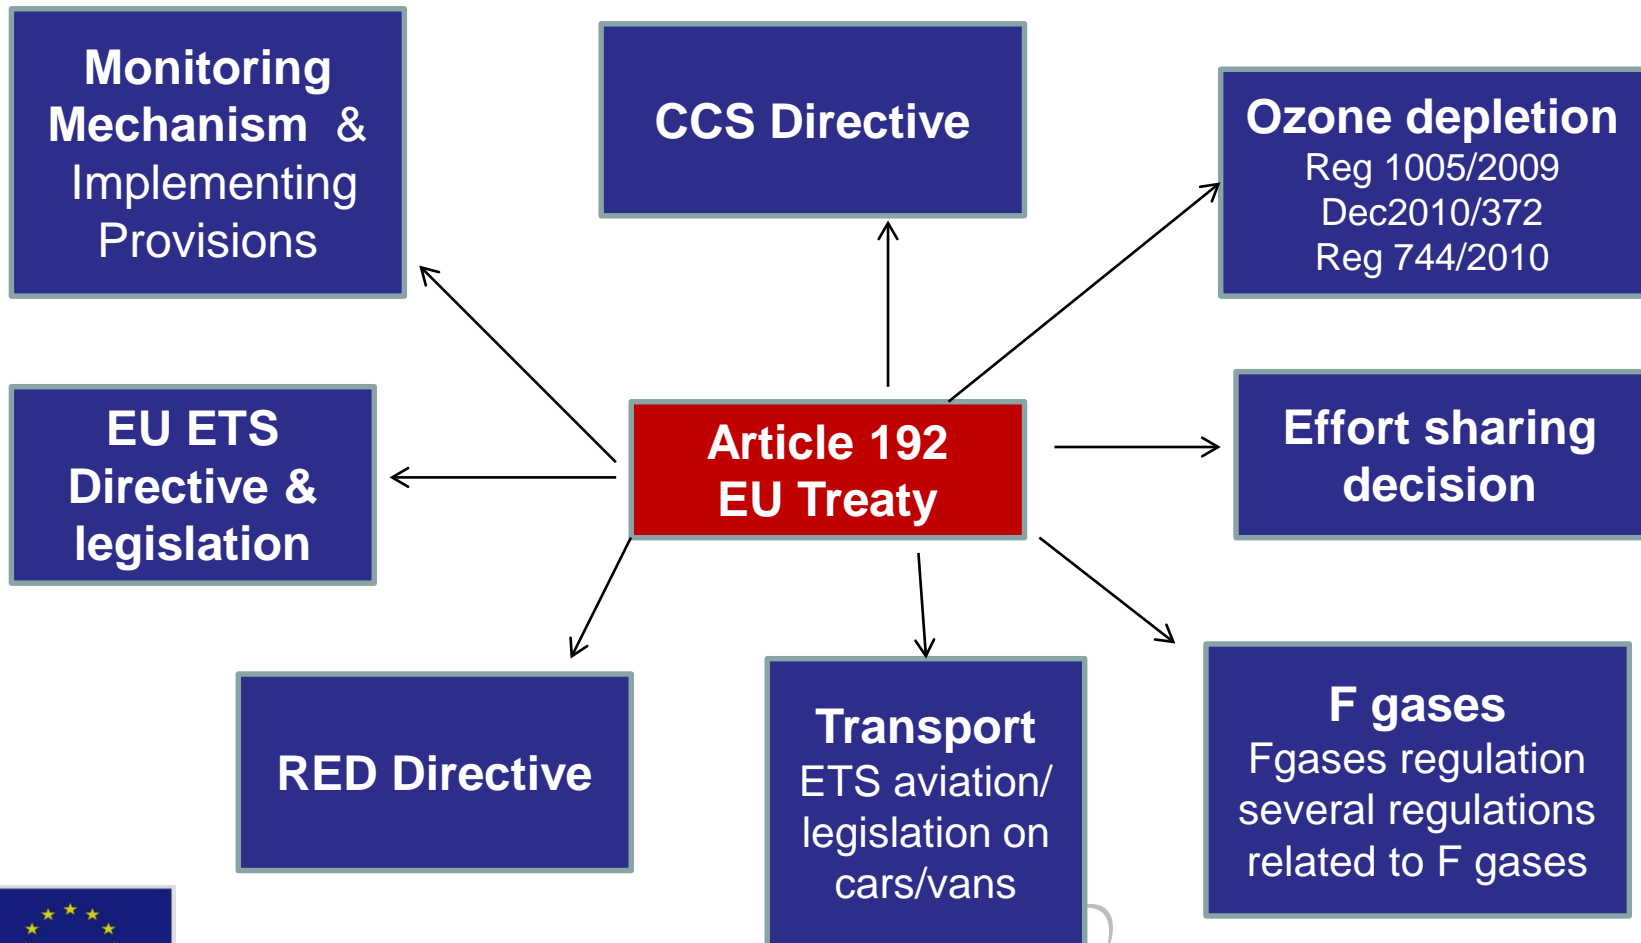 Monitoring
Mechanism &
Implementing
Provisions
CCS Directive
Ozone depletion
Reg 1005/2009
Dec2010/372
Reg 744/2010
EU ETS
Directive &
legislation
Article 192
EU Treaty
Effort sharing
decision
RED Directive
Transport
ETS aviation/
legislation on
cars/vans
F gases
Fgases regulation
several regulations
related to F gases